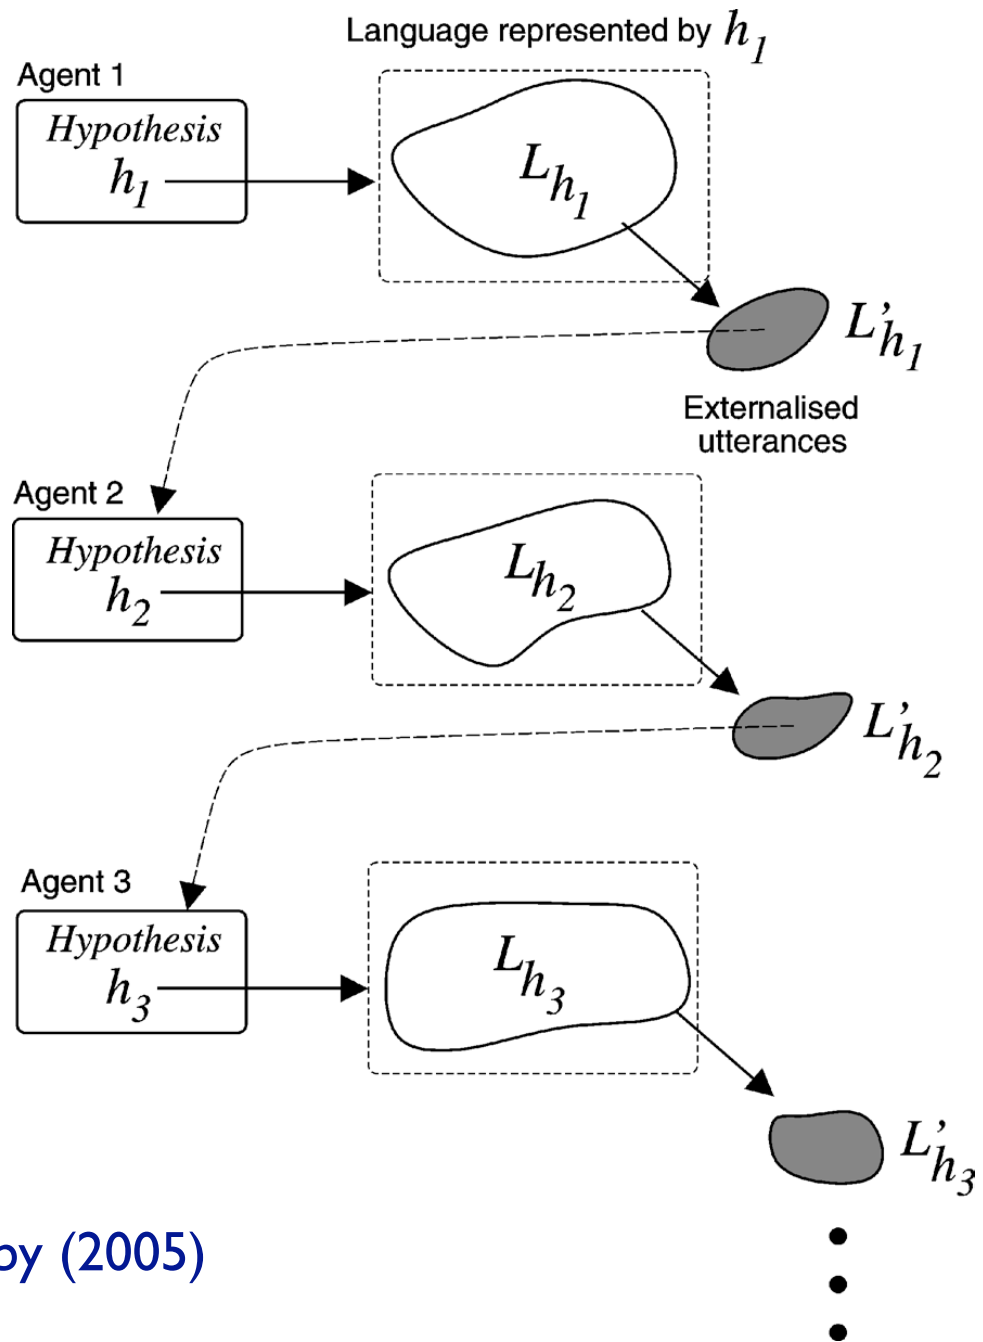 Language represented by h1
Agent 1
Hypothesis
h1
Lh1
L’h1
Externalised
utterances
Agent 2
Hypothesis
h2
Lh2
L’h2
Agent 3
Hypothesis
h3
Lh3
L’h3
(2005)